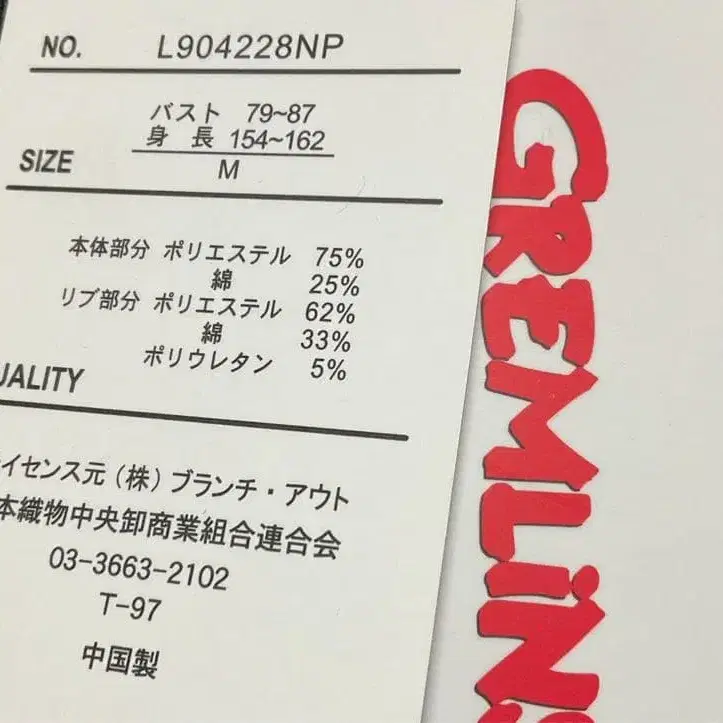 NO. L904228NP
バスト 79~87
身長 154~162
SIZE M
本体部分 ポリエステル 75%
綿 25%
リブ部分 ポリエステル 62%
綿 33%
ポリウレタン 5%
UALITY
イセンス元(株)ブランチ・アウト
本織物中央卸商業組合連合会
03-3663-2102
T-97
中国製
GREMLiNS